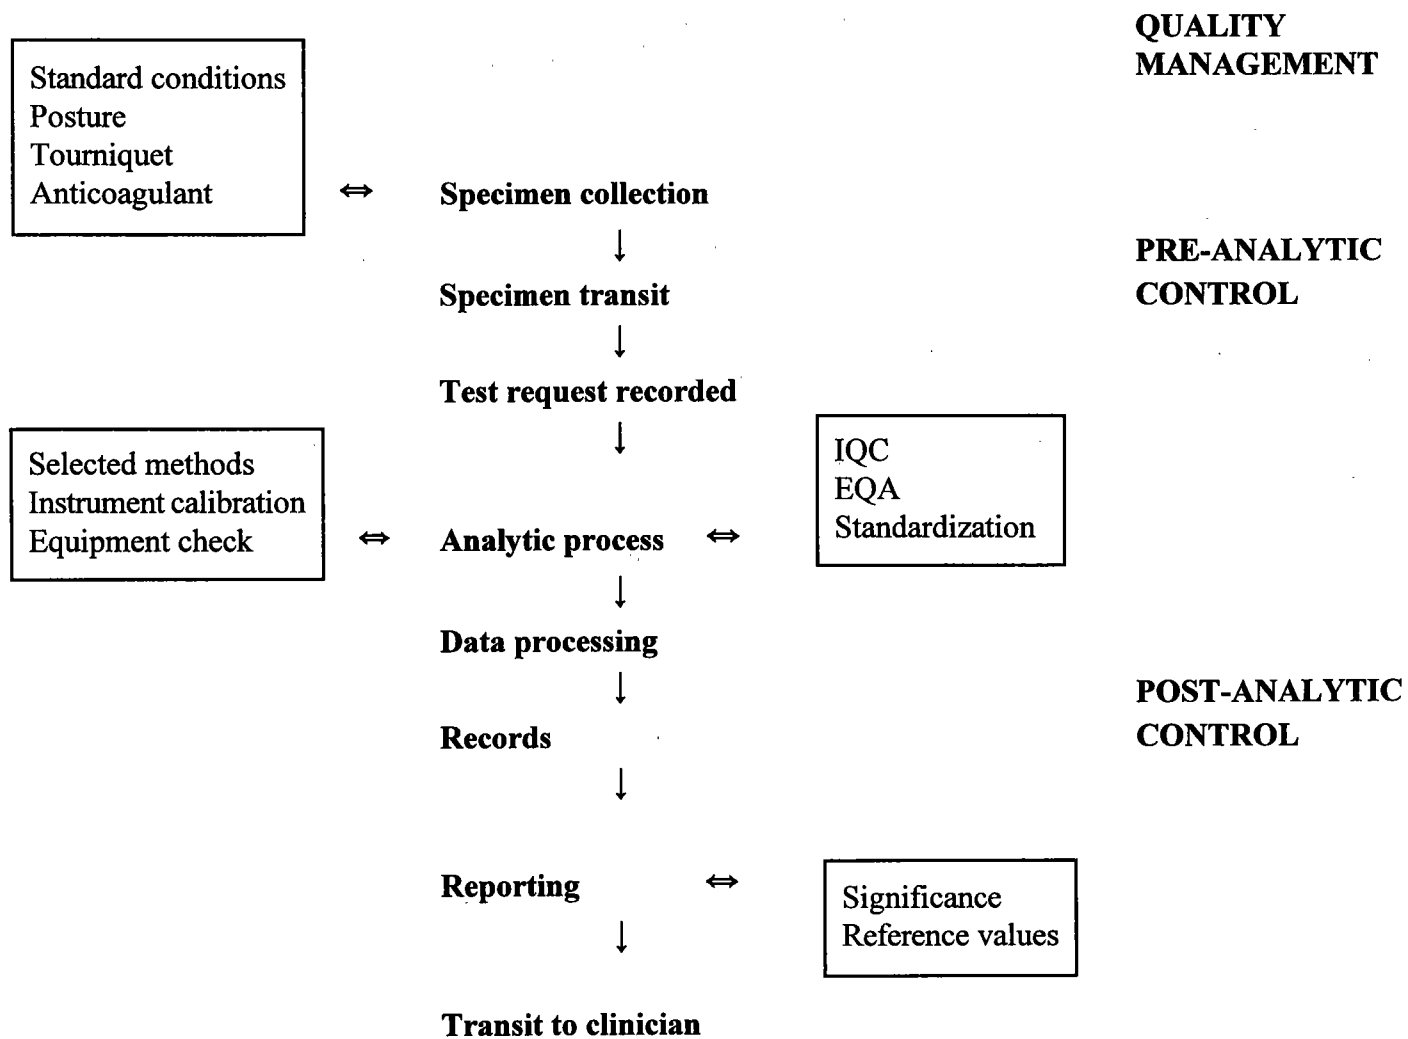 QUALITY
MANAGEMENT
Standard conditions
Posture
Tourniquet
Anticoagulant
⇔ Specimen collection
↓
PRE-ANALYTIC
CONTROL
Specimen transit
↓
Test request recorded
↓
Selected methods
Instrument calibration
Equipment check
⇔ Analytic process ⇔
IQC
EQA
Standardization
↓
Data processing
↓
POST-ANALYTIC
CONTROL
Records
↓
Reporting ⇔
Significance
Reference values
↓
Transit to clinician